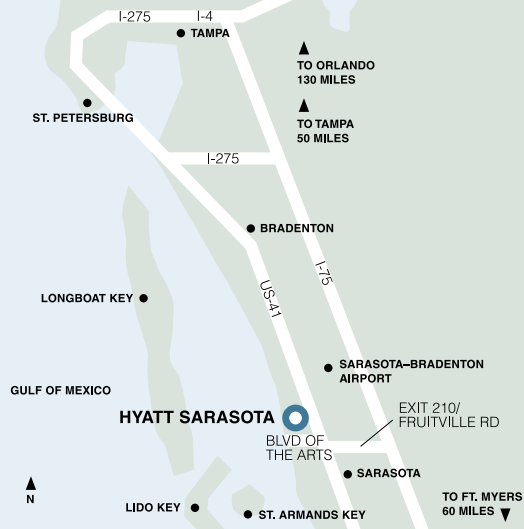 I-275
I-4
TAMPA
TO ORLANDO
130 MILES
ST. PETERSBURG
TO TAMPA
50 MILES
I-275
BRADENTON
I-75
US-41
LONGBOAT KEY
SARASOTA–BRADENTON
AIRPORT
GULF OF MEXICO
HYATT SARASOTA
EXIT 210/
FRUITVILLE RD
BLVD OF
THE ARTS
SARASOTA
N
LIDO KEY
ST. ARMANDS KEY
TO FT. MYERS
60 MILES